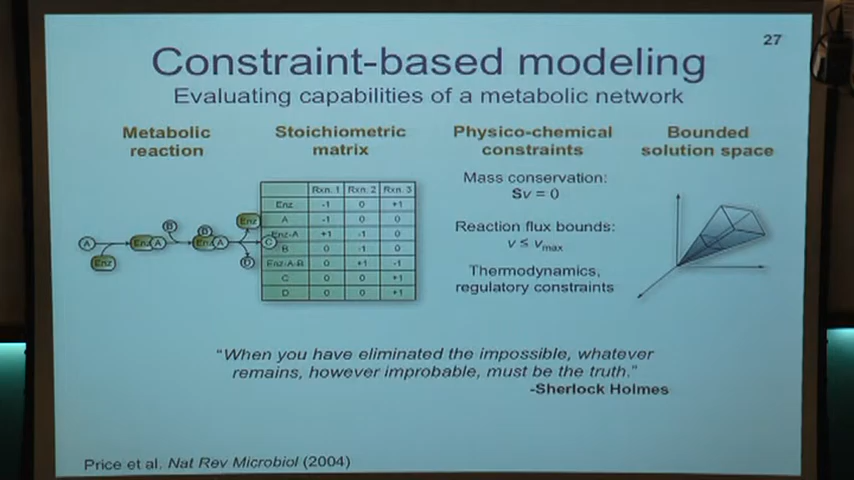 27
Constraint-based modeling
Evaluating capabilities of a metabolic network
Metabolic
reaction
Stoichiometric
matrix
Physico-chemical
constraints
Bounded
solution space
A
Enz
Enz A
B
B
Enz A
Enz
C
D
Rxn. 1 Rxn. 2 Rxn. 3
Enz -1 0 +1
A -1 0 0
Enz-A +1 -1 0
B 0 -1 0
Enz-A-B 0 +1 -1
C 0 0 +1
D 0 0 +1
Mass conservation:
Sv = 0
Reaction flux bounds:
v ≤ vmax
Thermodynamics,
regulatory constraints
"When you have eliminated the impossible, whatever
remains, however improbable, must be the truth."
-Sherlock Holmes
Price et al. Nat Rev Microbiol (2004)